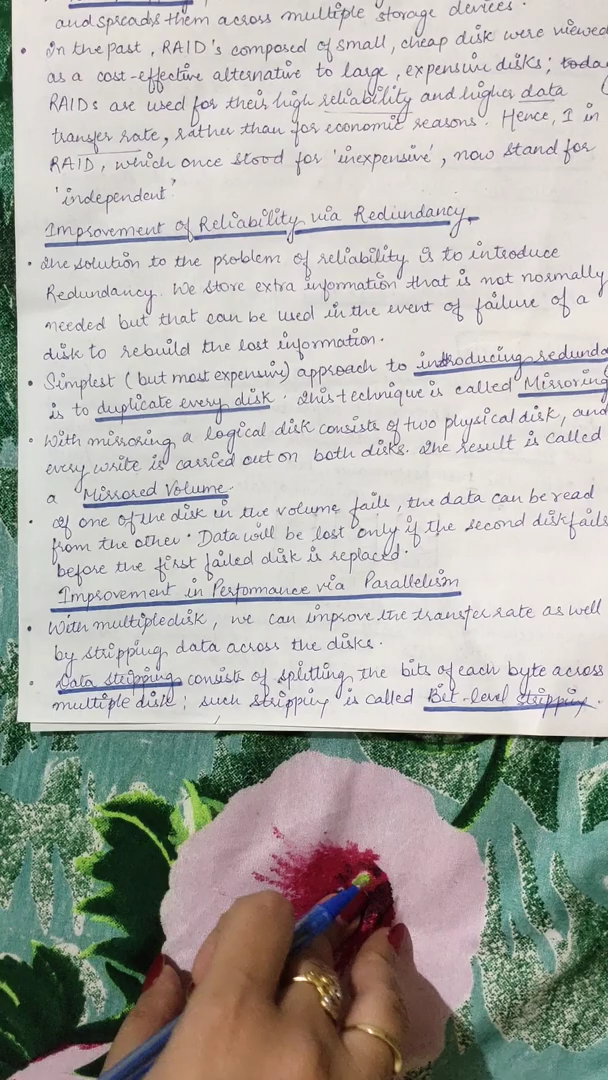 and spreads them across multiple storage devices.
• In the past, RAID's composed of small, cheap disk were viewed
as a cost-effective alternative to large, expensive disks; toda
RAIDs are used for their high reliability and higher data
transfer rate, rather than for economic reasons. Hence, I in
RAID, which once stood for 'inexpensive', now stand for
'independent'
Improvement of Reliability via Redundancy.
• The solution to the problem of reliability is to introduce
Redundancy. We store extra information that is not normally
needed but that can be used in the event of failure of a
disk to rebuild the lost information.
• Simplest (but most expensive) approach to introducing redunda
is to duplicate every disk. This technique is called Mirroring
• With mirroring a logical disk consists of two physical disk, and
every write is carried out on both disks. The result is called
a Mirrored Volume.
• If one of the disk in the volume fails, the data can be read
from the other. Data will be lost only if the second disk fails
before the first failed disk is replaced.
Improvement in Performance via Parallelism
• With multiple disk, we can improve the transfer rate as well
by stripping data across the disks.
• Data stripping consists of splitting the bits of each byte across
multiple disk; such stripping is called Bit-level stripping.